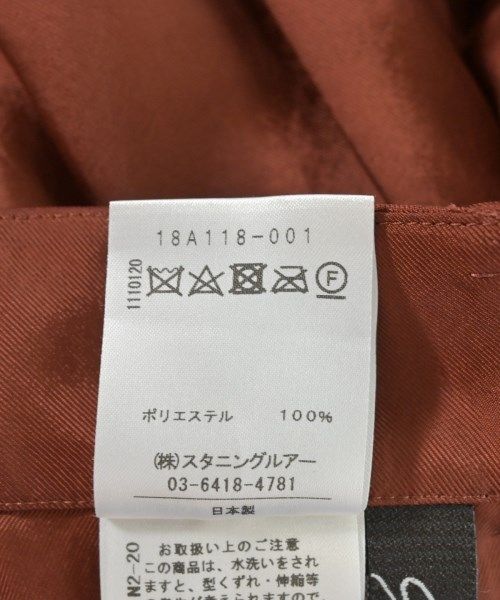 18A118-001
1110120
F
ポリエステル 100%
(株)スタニングルアー
03-6418-4781
日本製
N2-20
お取扱い上のご注意
この商品は、水洗いをされ
ますと、型くずれ・伸縮等